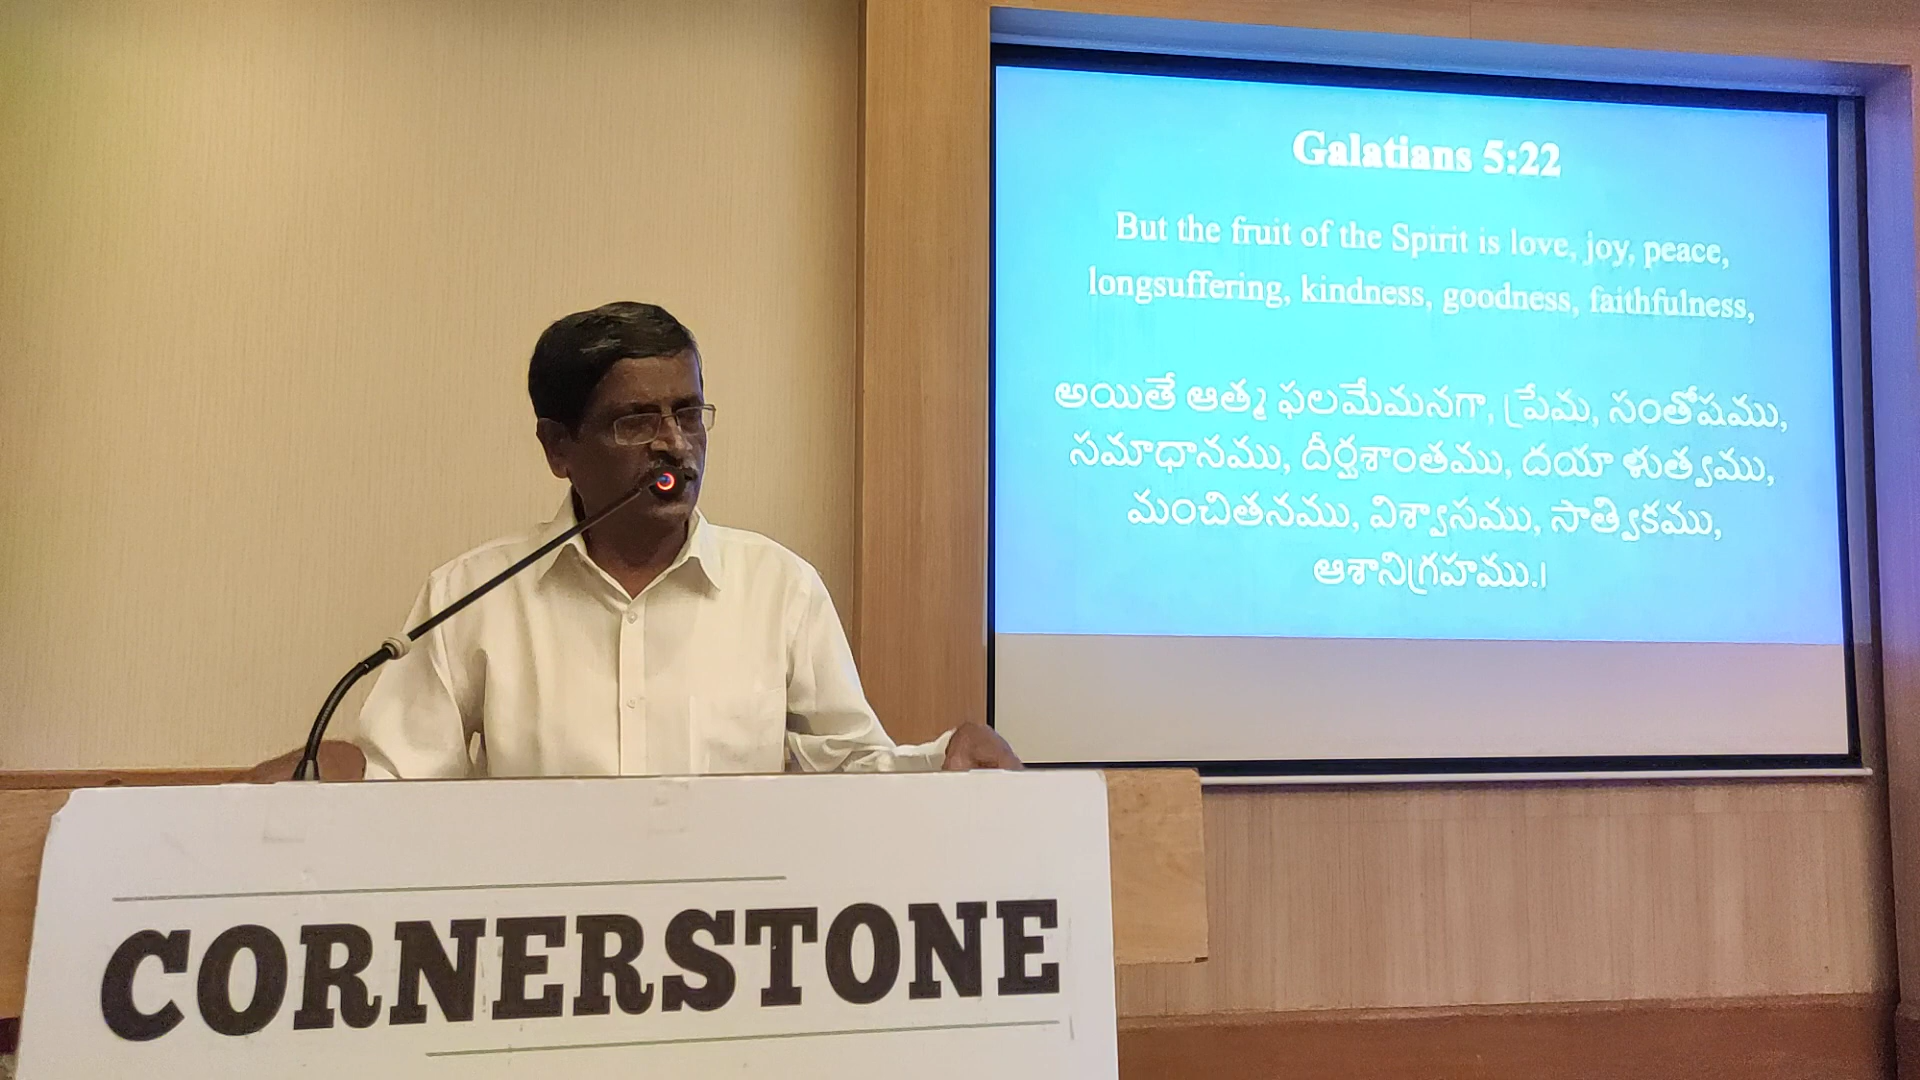 Galatians 5:22
But the fruit of the Spirit is love, joy, peace,
longsuffering, kindness, goodness, faithfulness,
అయితే ఆత్మ ఫలమేమనగా, ప్రేమ, సంతోషము,
సమాధానము, దీర్ఘశాంతము, దయా ళుత్వము,
మంచితనము, విశ్వాసము, సాత్వికము,
ఆశానిగ్రహము.।
CORNERSTONE